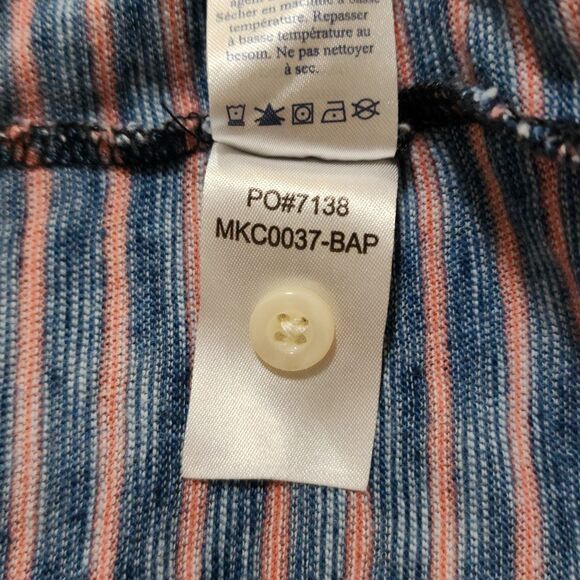 Sécher en machine à basse
température. Repasser
à basse température au
besoin. Ne pas nettoyer
à sec.
PO#7138
MKC0037-BAP